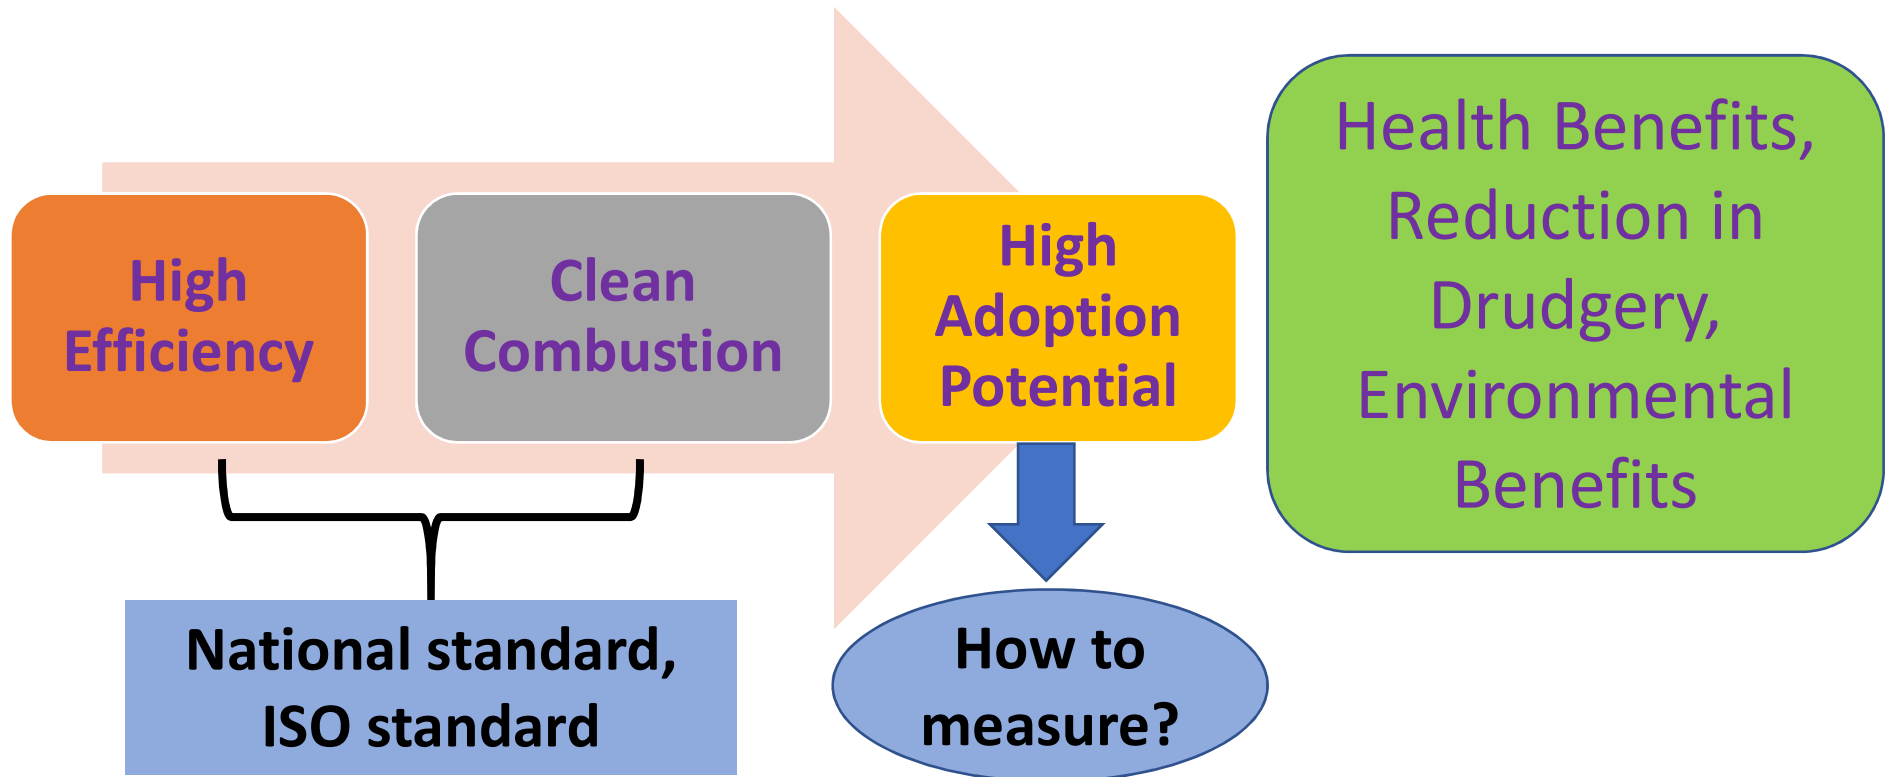 High
Efficiency
Clean
Combustion
High
Adoption
Potential
Health Benefits,
Reduction in
Drudgery,
Environmental
Benefits
National standard,
ISO standard
How to
measure?